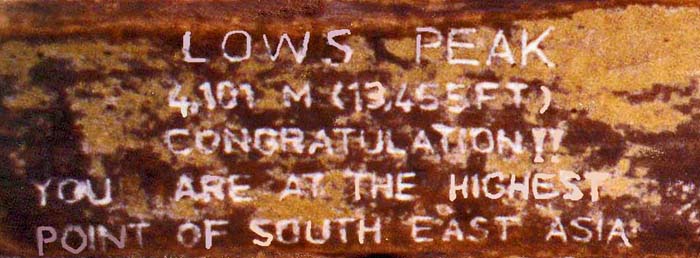 LOWS PEAK
4,101 M (13,455FT)
CONGRATULATION!!
YOU ARE AT THE HIGHEST
POINT OF SOUTH EAST ASIA